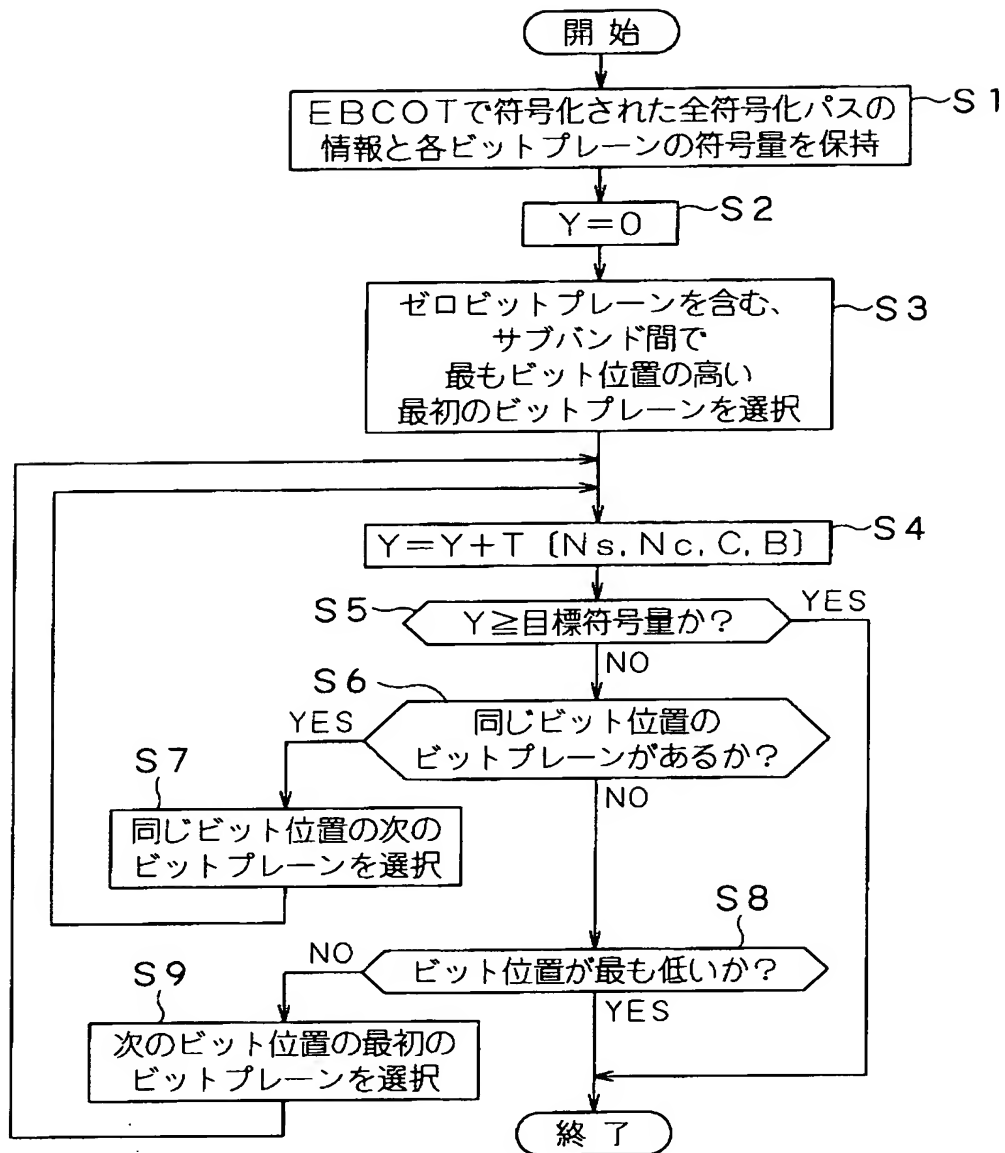 開 始
EBCOTで符号化された全符号化パスの
情報と各ビットプレーンの符号量を保持
S1
Y=0
S2
ゼロビットプレーンを含む、
サブバンド間で
最もビット位置の高い
最初のビットプレーンを選択
S3
Y=Y+T〔Ns, Nc, C, B〕
S4
S5
Y≧目標符号量か?
YES
NO
S6
YES
同じビット位置の
ビットプレーンがあるか?
NO
S7
同じビット位置の次の
ビットプレーンを選択
S8
NO
ビット位置が最も低いか?
YES
S9
次のビット位置の最初の
ビットプレーンを選択
終 了